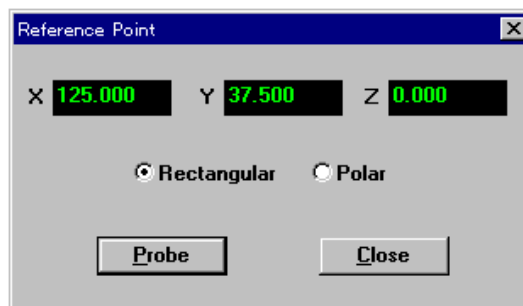 Reference Point
X 125.000 Y 37.500 Z 0.000
Rectangular Polar
Probe Close